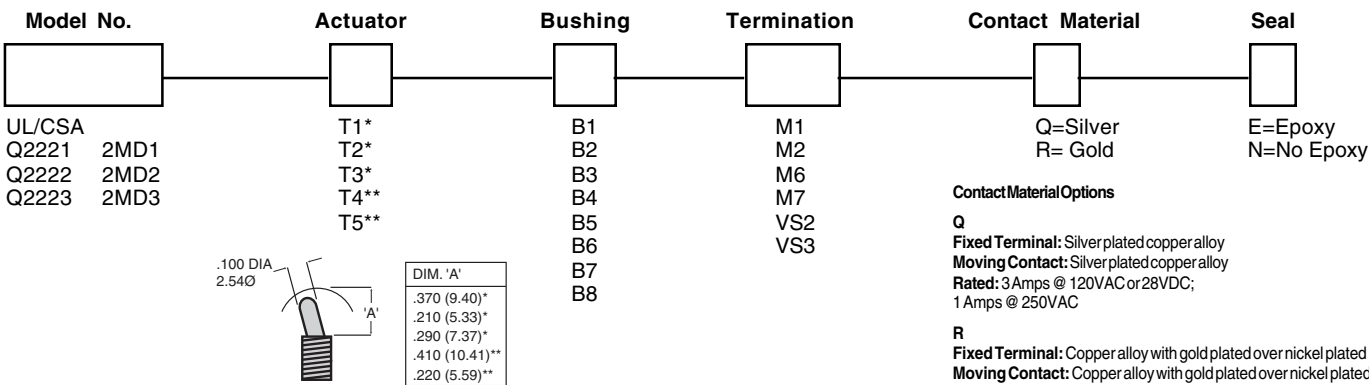 Model No. Actuator Bushing Termination Contact Material Seal
UL/CSA T1* B1 M1 Q=Silver E=Epoxy
Q2221 2MD1 T2* B2 M2 R= Gold N=No Epoxy
Q2222 2MD2 T3* B3 M6
Q2223 2MD3 T4** B4 M7
T5** B5 VS2
B6 VS3
B7
B8
.100 DIA
2.54Ø
'A'
DIM. 'A'
.370 (9.40)*
.210 (5.33)*
.290 (7.37)*
.410 (10.41)**
.220 (5.59)**
Contact Material Options
Q
Fixed Terminal: Silver plated copper alloy
Moving Contact: Silver plated copper alloy
Rated: 3 Amps @ 120VAC or 28VDC;
1 Amps @ 250VAC
R
Fixed Terminal: Copper alloy with gold plated over nickel plated
Moving Contact: Copper alloy with gold plated over nickel plated